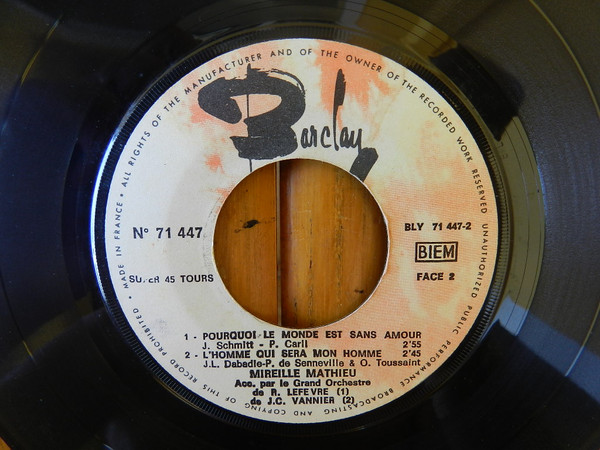 Barclay
• MADE IN FRANCE • ALL RIGHTS OF THE MANUFACTURER AND OF THE OWNER OF THE RECORDED WORK RESERVED UNAUTHORIZED PUBLIC PERFORMANCE BROADCASTING AND COPYING OF THIS RECORD PROHIBITED
N° 71 447
BLY 71 447-2
BIEM
SUPER 45 TOURS
FACE 2
1 - POURQUOI LE MONDE EST SANS AMOUR
J. Schmitt - P. Carli 2'55
2 - L'HOMME QUI SERA MON HOMME 2'45
J.L. Dabadie-P. de Senneville & O. Toussaint
MIREILLE MATHIEU
Acc. par le Grand Orchestre
de R. LEFEVRE (1)
de J.C. VANNIER (2)